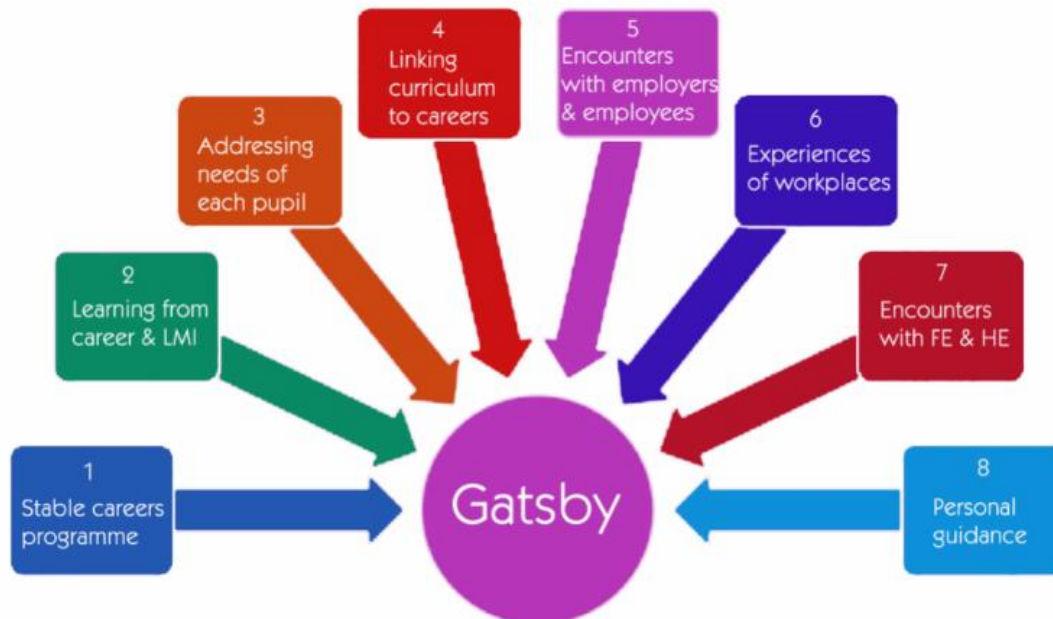 1
Stable careers
programme
2
Learning from
career & LMI
3
Addressing
needs of
each pupil
4
Linking
curriculum
to careers
5
Encounters
with employers
& employees
6
Experiences
of workplaces
7
Encounters
with FE & HE
8
Personal
guidance
Gatsby